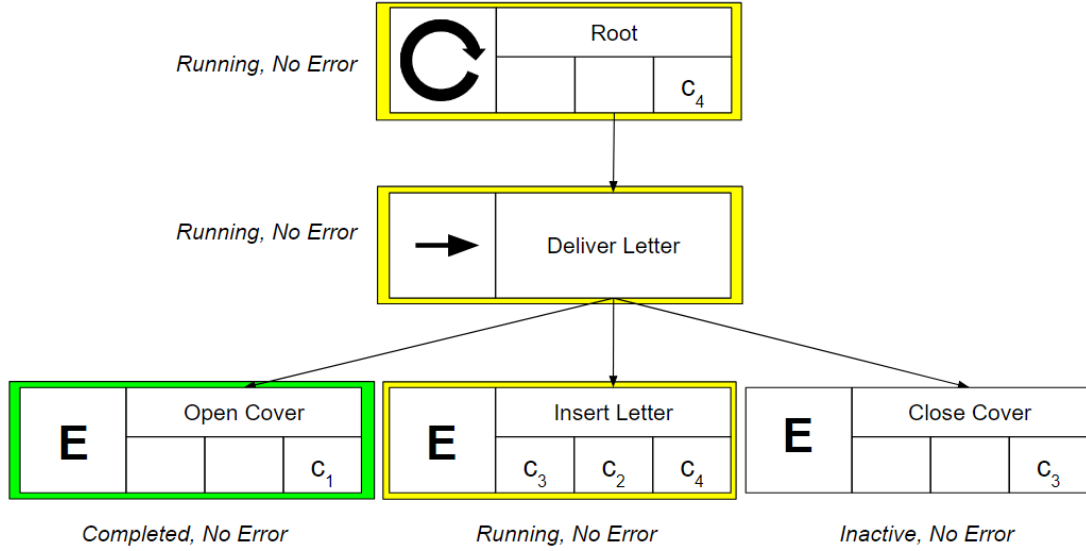 Root
Running, No Error
c4
Running, No Error
Deliver Letter
E
Open Cover
c1
E
Insert Letter
c3 c2 c4
E
Close Cover
c3
Completed, No Error
Running, No Error
Inactive, No Error